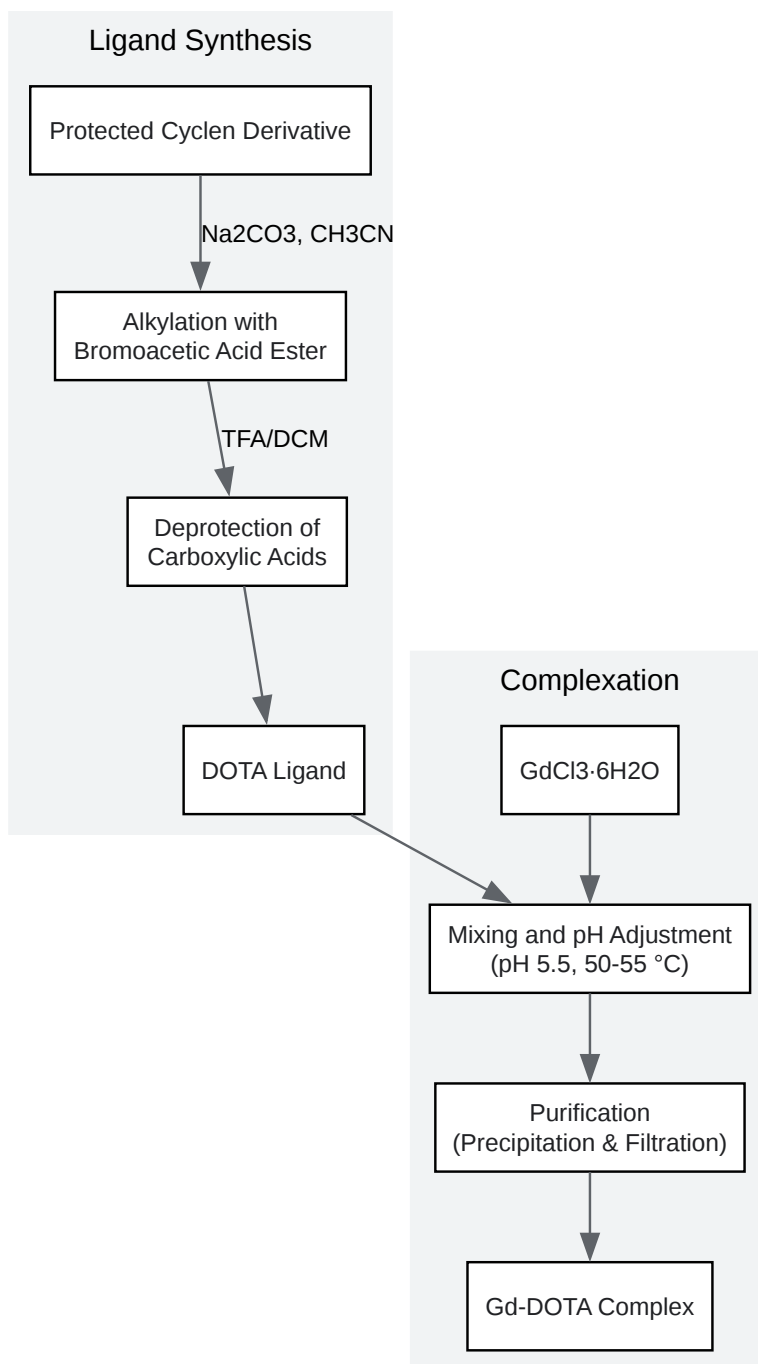 Ligand Synthesis
Protected Cyclen Derivative
Na2CO3, CH3CN
Alkylation with
Bromoacetic Acid Ester
TFA/DCM
Deprotection of
Carboxylic Acids
DOTA Ligand
Complexation
GdCl3·6H2O
Mixing and pH Adjustment
(pH 5.5, 50-55 °C)
Purification
(Precipitation & Filtration)
Gd-DOTA Complex